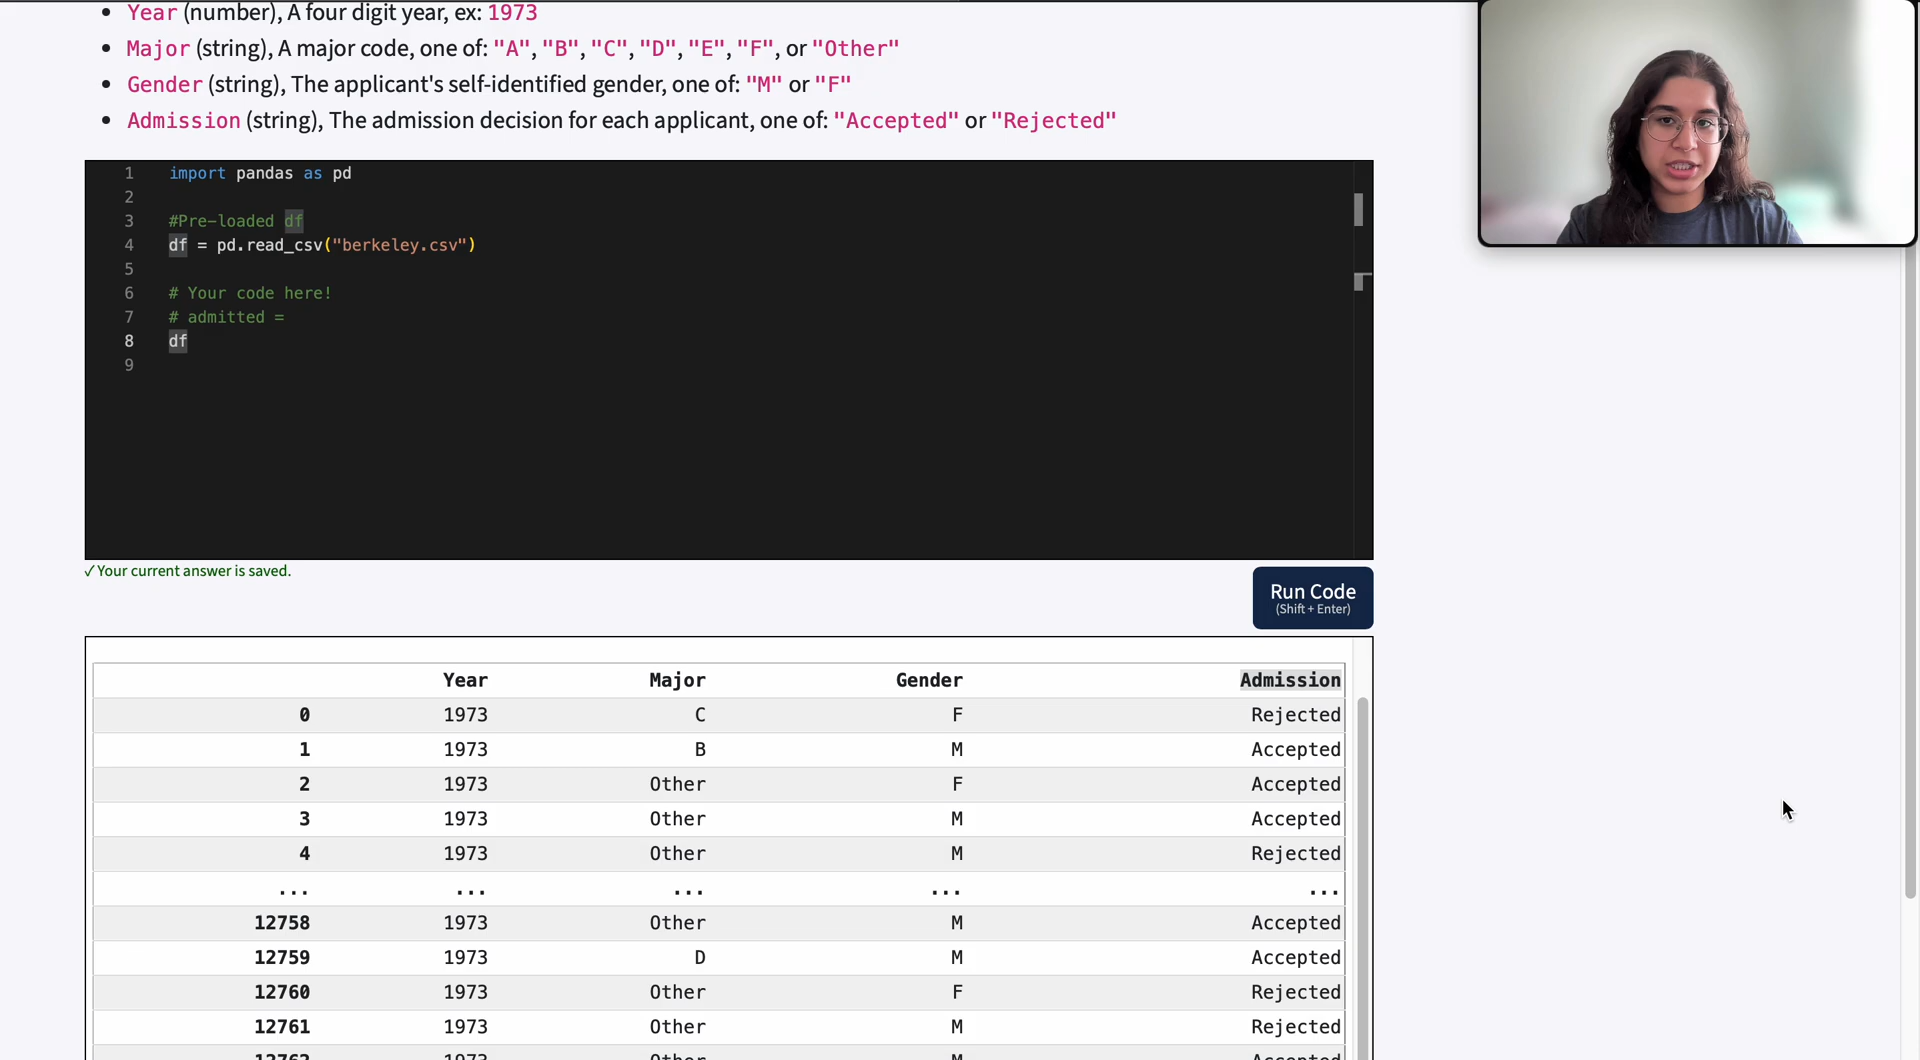 Year (number), A four digit year, ex: 1973
Major (string), A major code, one of: "A", "B", "C", "D", "E", "F", or "Other"
Gender (string), The applicant's self-identified gender, one of: "M" or "F"
Admission (string), The admission decision for each applicant, one of: "Accepted" or "Rejected"
1 import pandas as pd
2
3 #Pre-loaded df
4 df = pd.read_csv("berkeley.csv")
5
6 # Your code here!
7 # admitted =
8 df
9
✓Your current answer is saved.
Run Code
(Shift + Enter)
Year Major Gender Admission
0 1973 C F Rejected
1 1973 B M Accepted
2 1973 Other F Accepted
3 1973 Other M Accepted
4 1973 Other M Rejected
... ... ... ... ...
12758 1973 Other M Accepted
12759 1973 D M Accepted
12760 1973 Other F Rejected
12761 1973 Other M Rejected
12762 1973 Other M Accepted